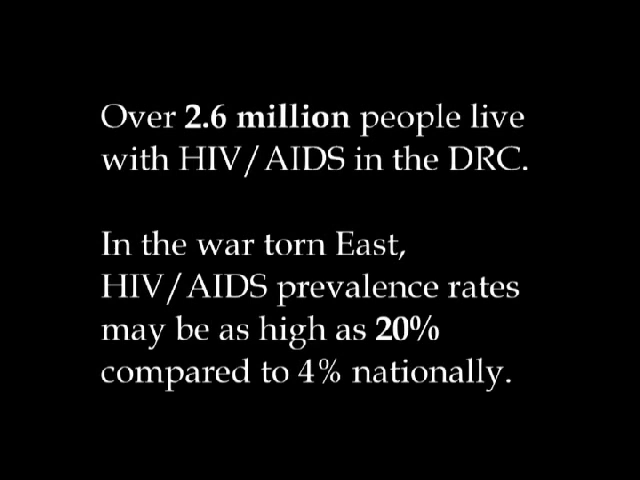 Over 2.6 million people live
with HIV/AIDS in the DRC.
In the war torn East,
HIV/AIDS prevalence rates
may be as high as 20%
compared to 4% nationally.